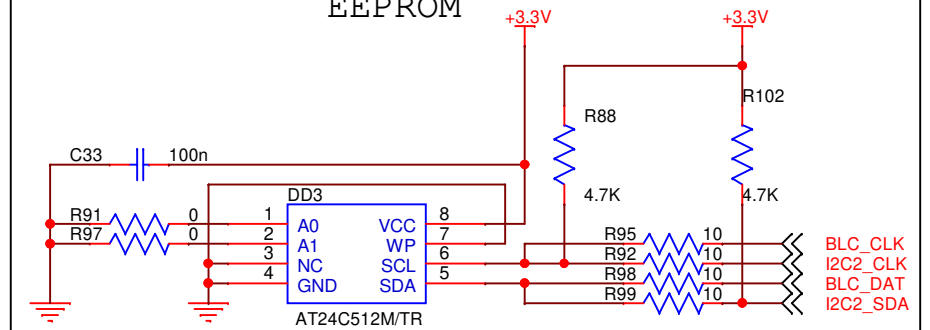 EEPROM
+3.3V +3.3V
R102
R88
C33 100n
4.7K 4.7K
DD3
R91 0 1 A0 VCC 8
R97 0 2 A1 WP 7
3 NC SCL 6
4 GND SDA 5
R95 10 BLC_CLK
R92 10 I2C2_CLK
R98 10 BLC_DAT
R99 10 I2C2_SDA
AT24C512M/TR